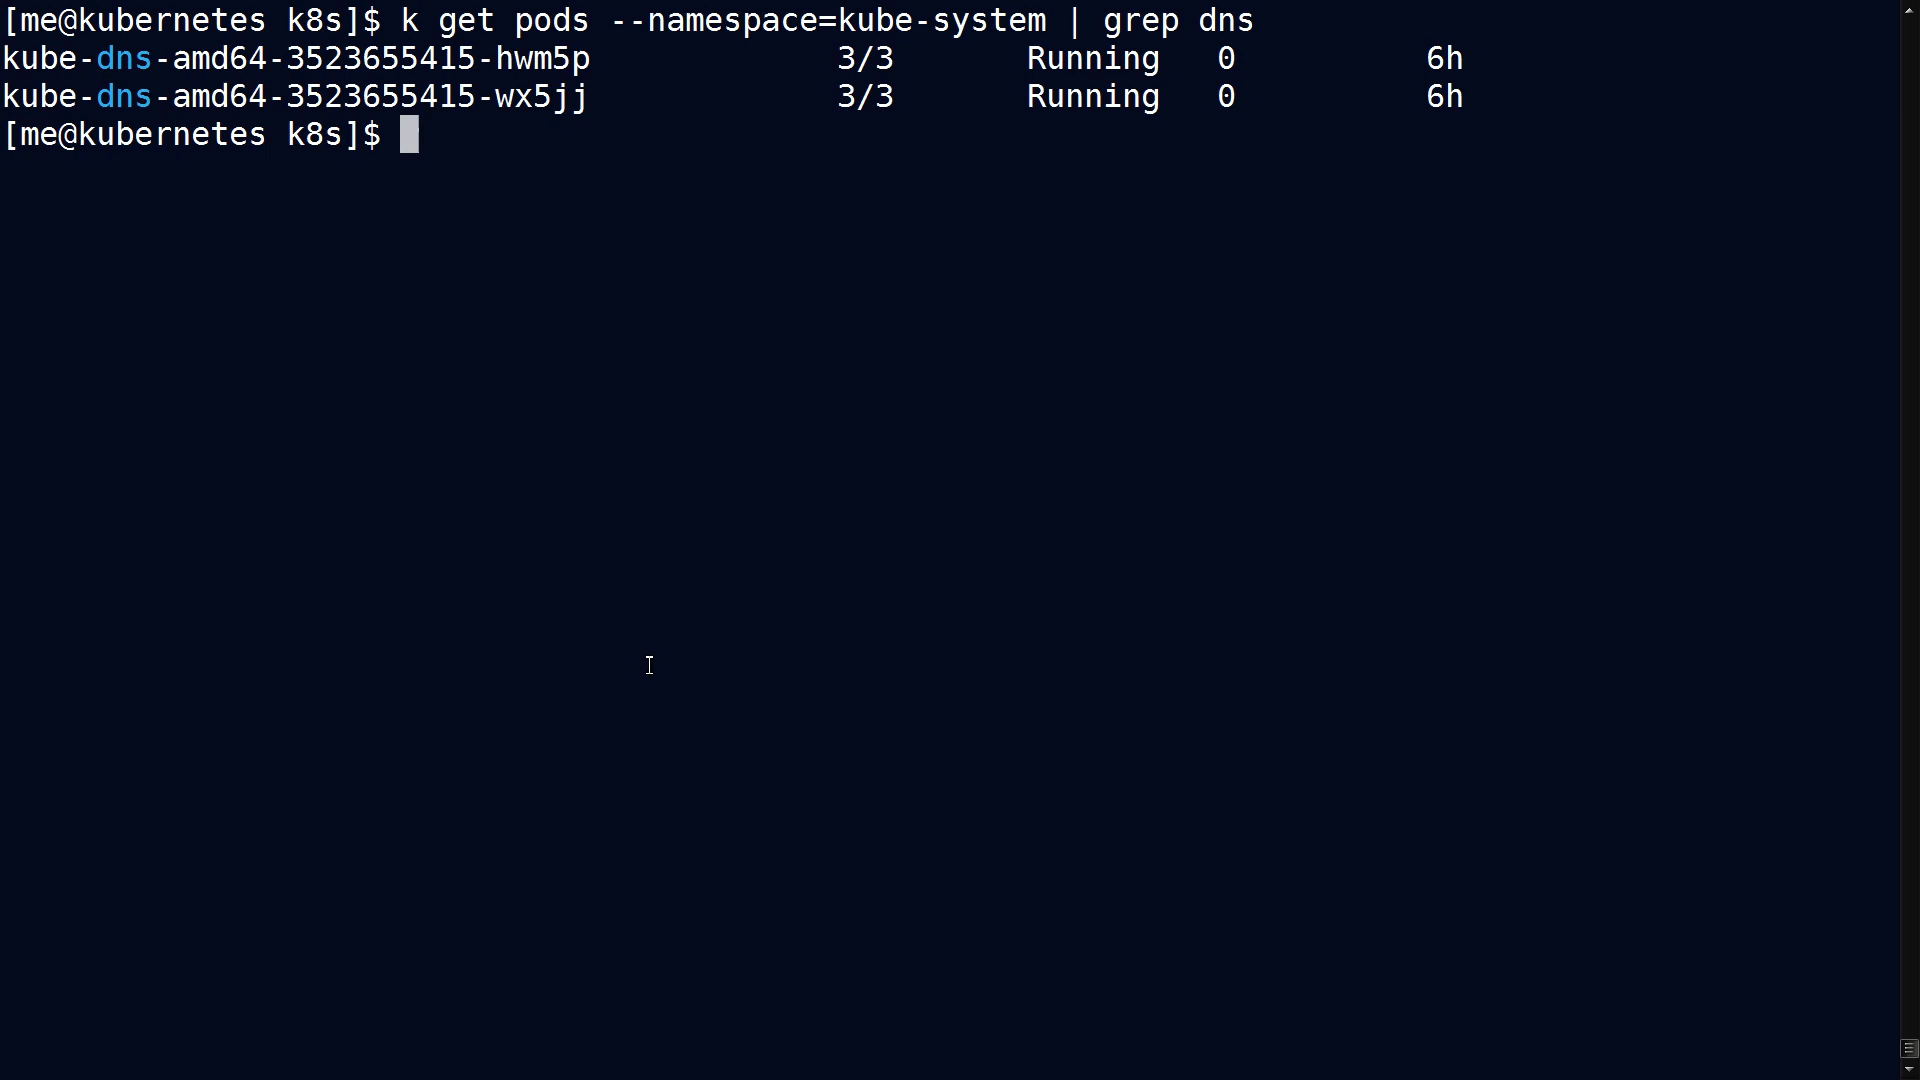 [me@kubernetes k8s]$ k get pods --namespace=kube-system | grep dns
kube-dns-amd64-3523655415-hwm5p             3/3       Running   0          6h
kube-dns-amd64-3523655415-wx5jj             3/3       Running   0          6h
[me@kubernetes k8s]$